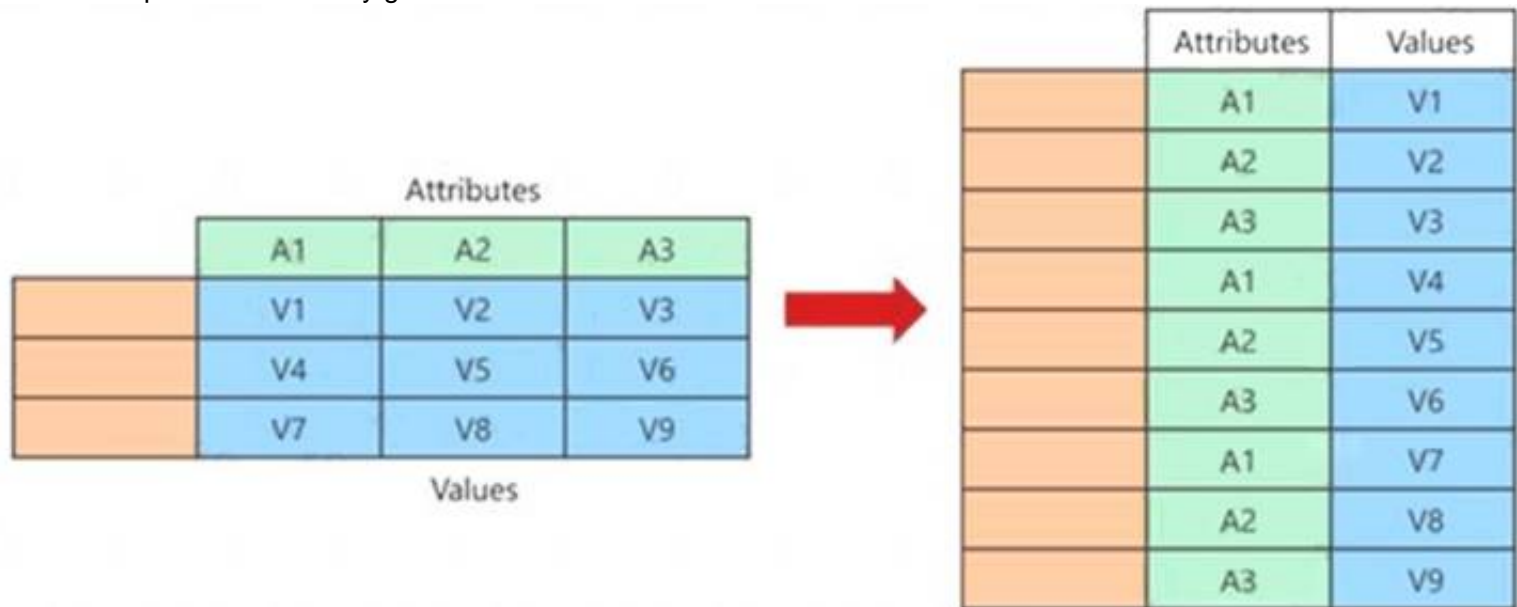 Attributes
A1 A2 A3
V1 V2 V3
V4 V5 V6
V7 V8 V9
Values
Attributes Values
A1 V1
A2 V2
A3 V3
A1 V4
A2 V5
A3 V6
A1 V7
A2 V8
A3 V9